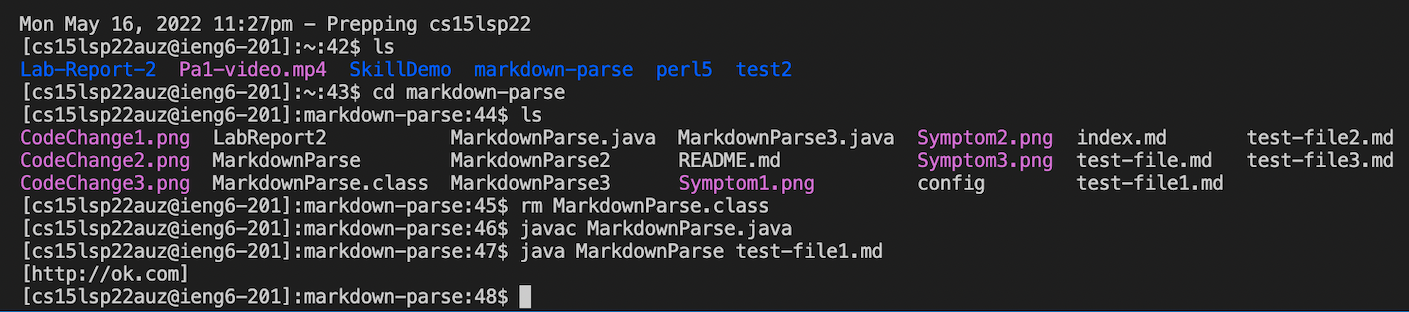 Mon May 16, 2022 11:27pm - Prepping cs15lsp22
[cs15lsp22auz@ieng6-201]:~:42$ ls
Lab-Report-2  Pa1-video.mp4  SkillDemo  markdown-parse  perl5  test2
[cs15lsp22auz@ieng6-201]:~:43$ cd markdown-parse
[cs15lsp22auz@ieng6-201]:markdown-parse:44$ ls
CodeChange1.png  LabReport2           MarkdownParse.java  MarkdownParse3.java  Symptom2.png  index.md       test-file2.md
CodeChange2.png  MarkdownParse        MarkdownParse2      README.md            Symptom3.png  test-file.md   test-file3.md
CodeChange3.png  MarkdownParse.class  MarkdownParse3      Symptom1.png         config        test-file1.md
[cs15lsp22auz@ieng6-201]:markdown-parse:45$ rm MarkdownParse.class
[cs15lsp22auz@ieng6-201]:markdown-parse:46$ javac MarkdownParse.java
[cs15lsp22auz@ieng6-201]:markdown-parse:47$ java MarkdownParse test-file1.md
[http://ok.com]
[cs15lsp22auz@ieng6-201]:markdown-parse:48$